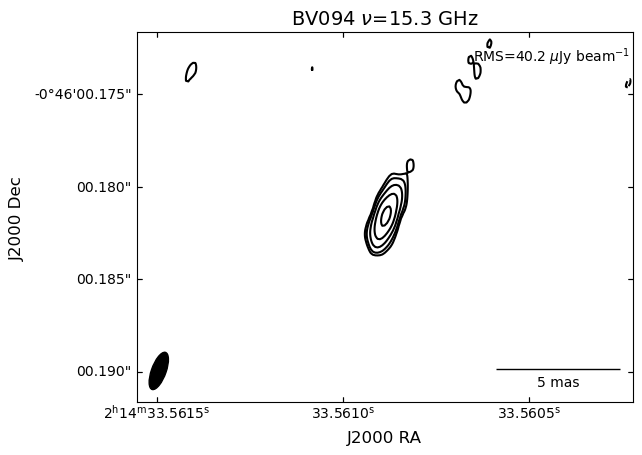 BV094 ν=15.3 GHz
RMS=40.2 μJy beam⁻¹
-0°46'00.175"
00.180"
00.185"
00.190"
J2000 Dec
5 mas
2ʰ14ᵐ33.5615ˢ 33.5610ˢ 33.5605ˢ
J2000 RA